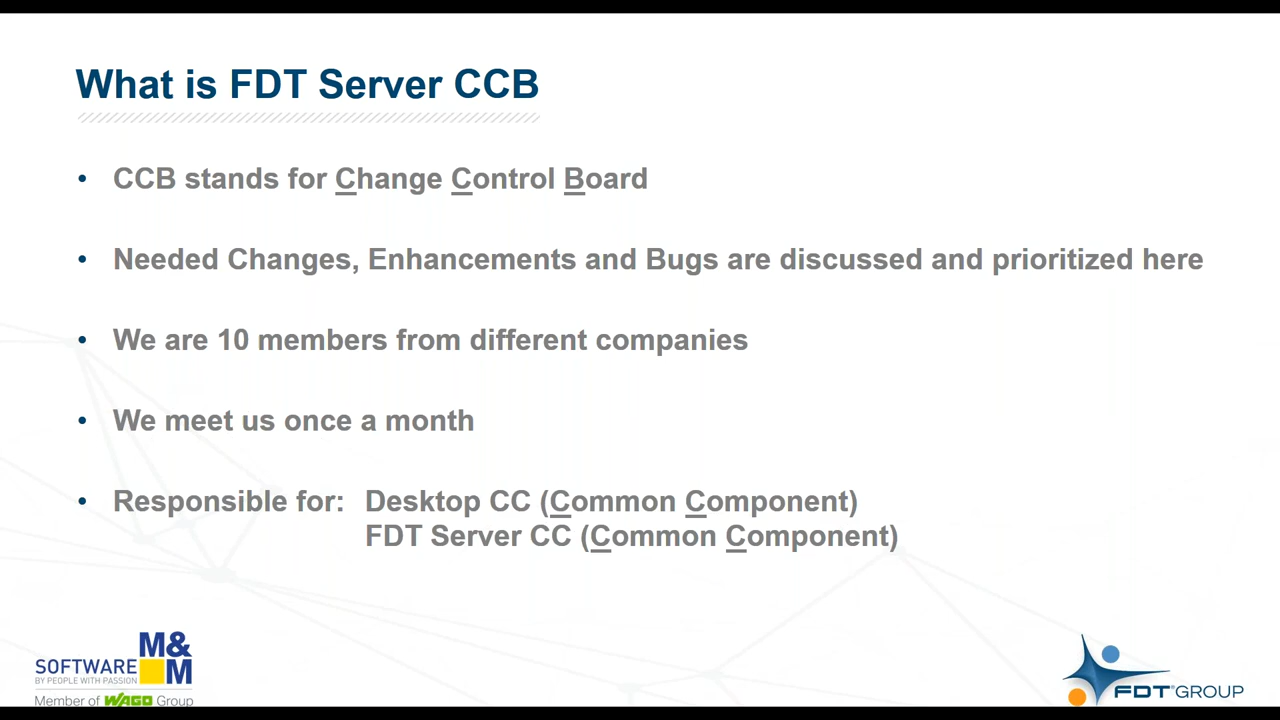 What is FDT Server CCB
• CCB stands for Change Control Board
• Needed Changes, Enhancements and Bugs are discussed and prioritized here
• We are 10 members from different companies
• We meet us once a month
• Responsible for: Desktop CC (Common Component)
FDT Server CC (Common Component)
M&M
SOFTWARE
BY PEOPLE WITH PASSION
Member of WAGO Group
FDT® GROUP